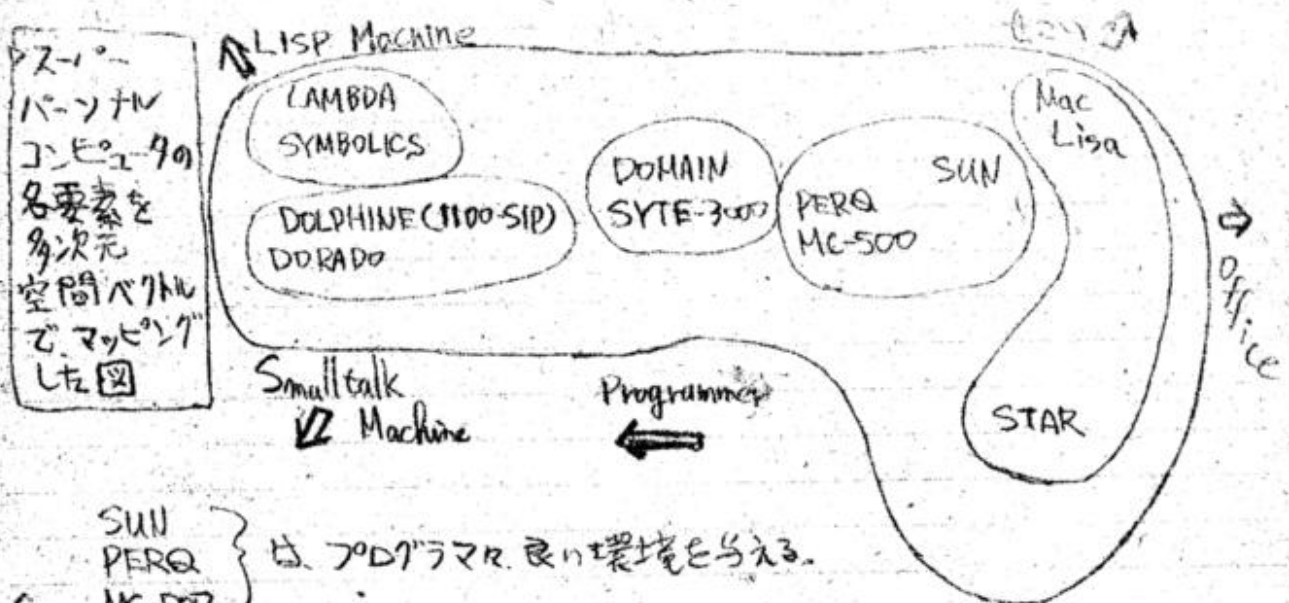 スーパー
パーソナル
コンピュータの
各要素を
多次元
空間ベクトル
で、マッピング
した図
LISP Machine
LAMBDA
SYMBOLICS
DOLPHINE (1100-SIP)
DORADO
DOMAIN
SYTE-3000
SUN
PERQ
MC-500
Mac
Lisa
STAR
Office
Smalltalk
Machine
Programmer
SUN
PERQ
は、プログラマに良い環境を与える。